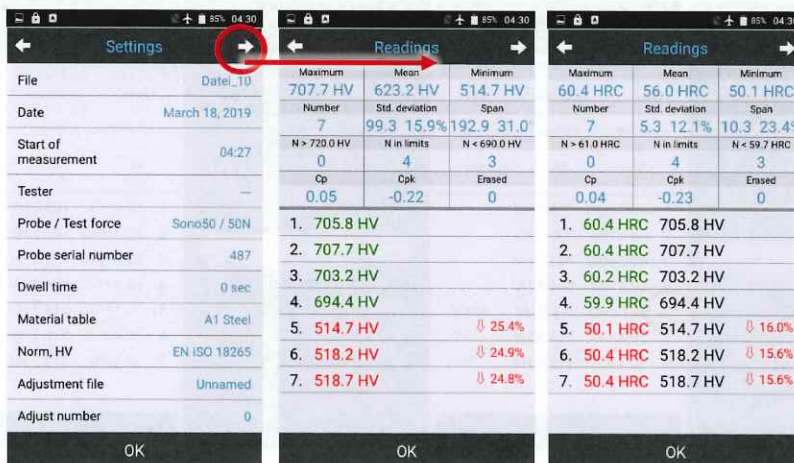 85% 04:30
Settings
File Datei_10
Date March 18, 2019
Start of measurement 04:27
Tester —
Probe / Test force Sono50 / 50N
Probe serial number 487
Dwell time 0 sec
Material table A1 Steel
Norm, HV EN ISO 18265
Adjustment file Unnamed
Adjust number 0
OK
85% 04:30
Readings
Maximum Mean Minimum
707.7 HV 623.2 HV 514.7 HV
Number Std. deviation Span
7 99.3 15.9% 192.9 31.0
N > 720.0 HV N in limits N < 690.0 HV
0 4 3
Cp Cpk Erased
0.05 -0.22 0
1. 705.8 HV
2. 707.7 HV
3. 703.2 HV
4. 694.4 HV
5. 514.7 HV ⇩ 25.4%
6. 518.2 HV ⇩ 24.9%
7. 518.7 HV ⇩ 24.8%
OK
85% 04:30
Readings
Maximum Mean Minimum
60.4 HRC 56.0 HRC 50.1 HRC
Number Std. deviation Span
7 5.3 12.1% 10.3 23.4%
N > 61.0 HRC N in limits N < 59.7 HRC
0 4 3
Cp Cpk Erased
0.04 -0.23 0
1. 60.4 HRC 705.8 HV
2. 60.4 HRC 707.7 HV
3. 60.2 HRC 703.2 HV
4. 59.9 HRC 694.4 HV
5. 50.1 HRC 514.7 HV ⇩ 16.0%
6. 50.4 HRC 518.2 HV ⇩ 15.6%
7. 50.4 HRC 518.7 HV ⇩ 15.6%
OK